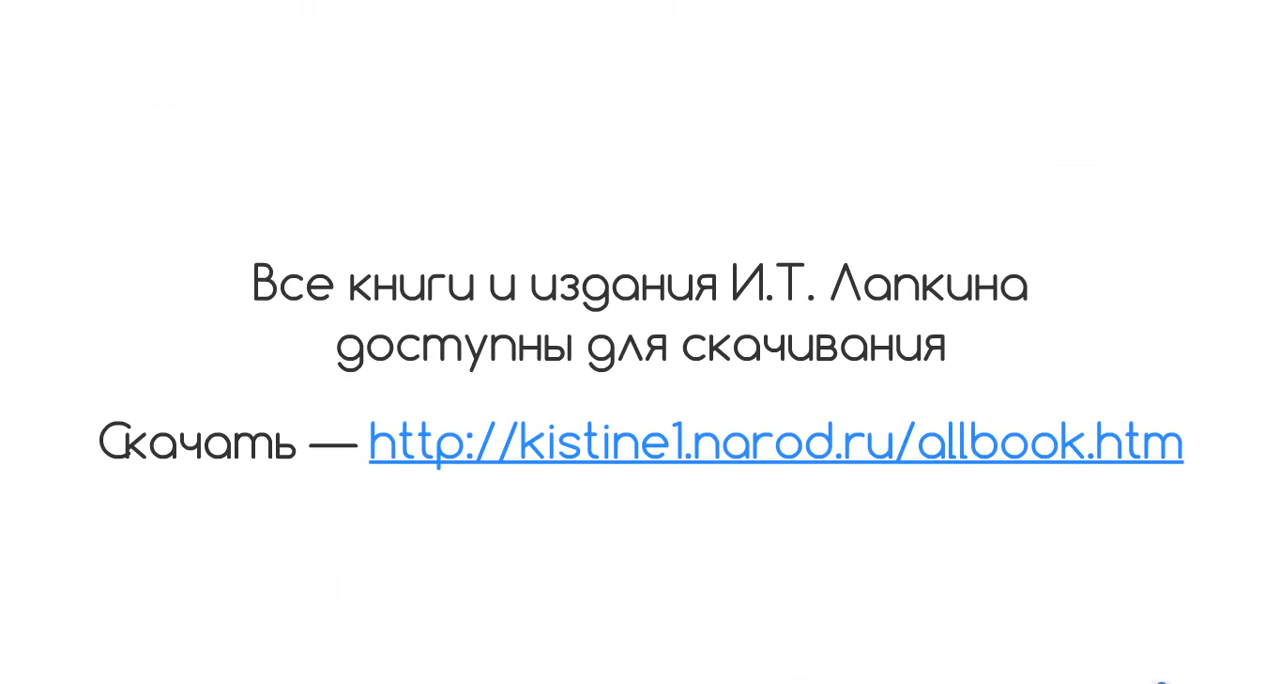 Все книги и издания И.Т. Лапкина
доступны для скачивания
Скачать — http://kistine1.narod.ru/allbook.htm